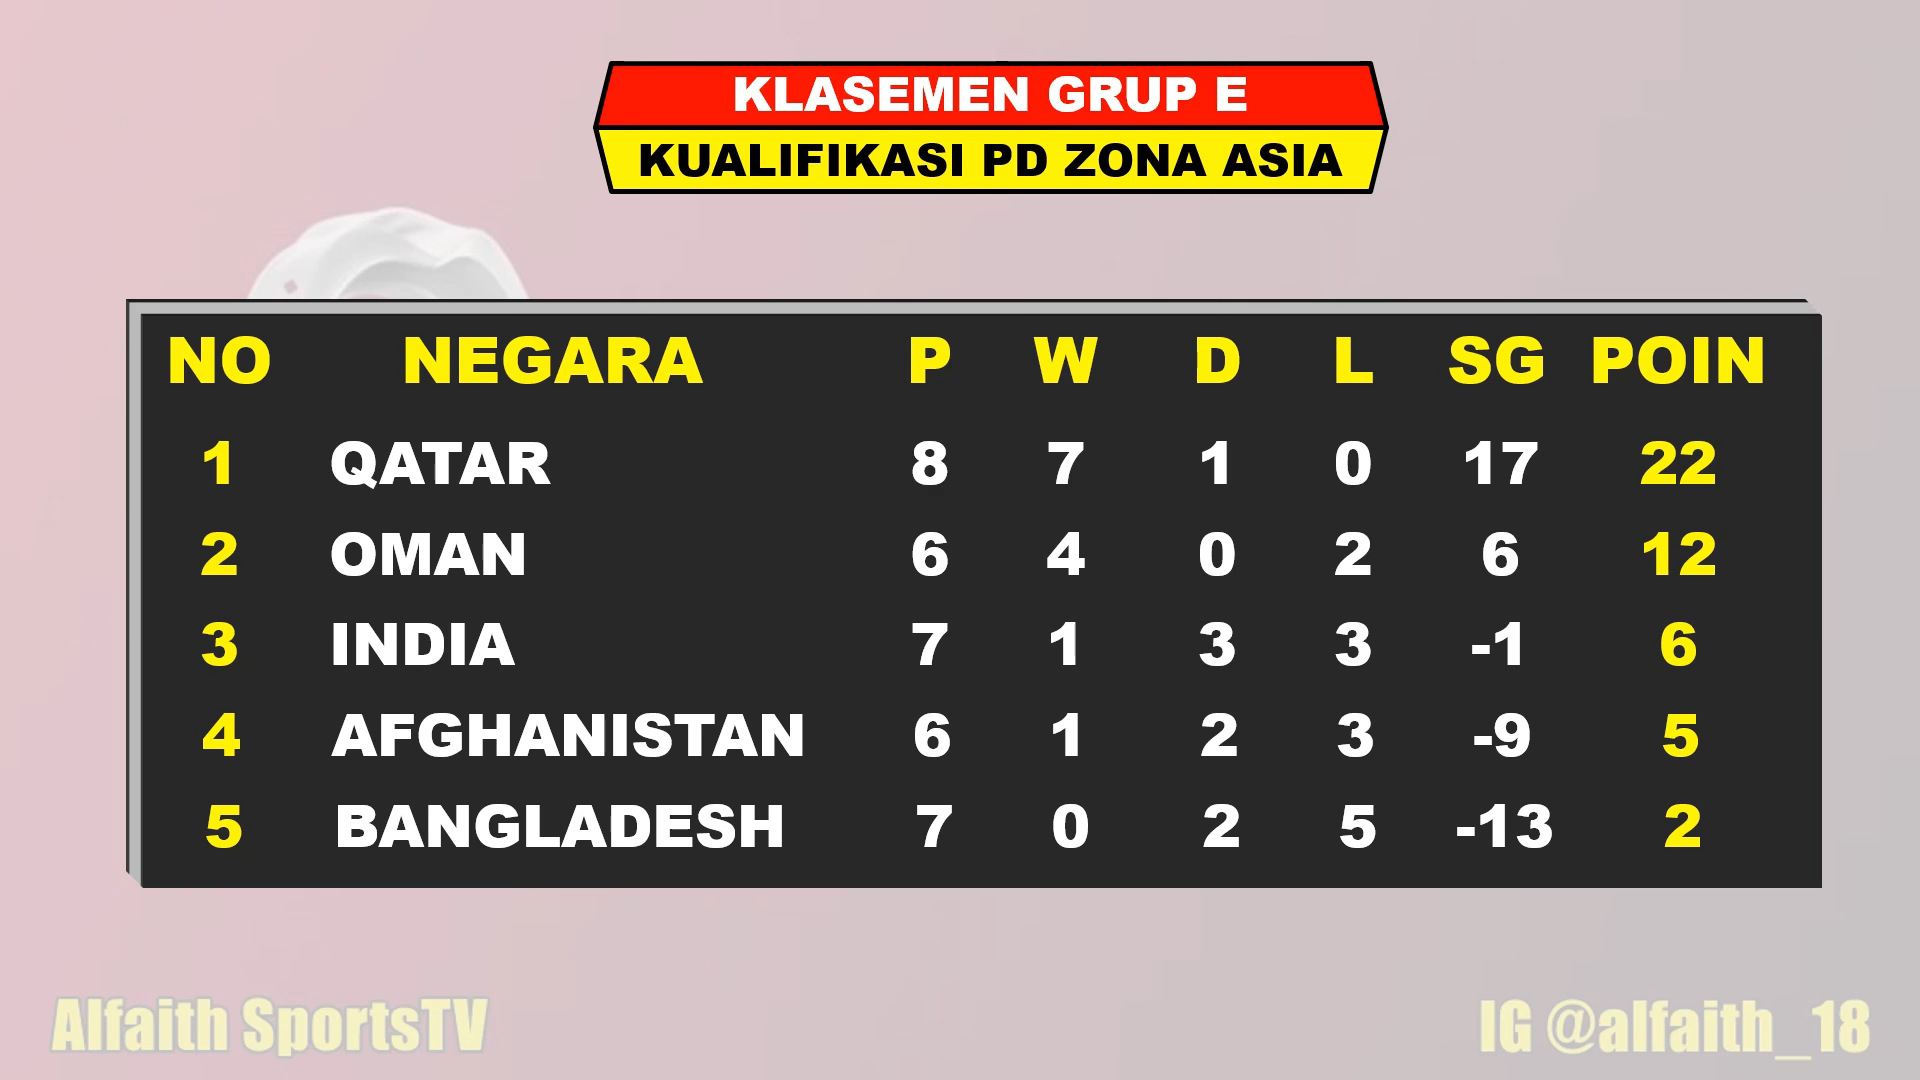 KLASEMEN GRUP E
KUALIFIKASI PD ZONA ASIA
NO NEGARA P W D L SG POIN
1 QATAR 8 7 1 0 17 22
2 OMAN 6 4 0 2 6 12
3 INDIA 7 1 3 3 -1 6
4 AFGHANISTAN 6 1 2 3 -9 5
5 BANGLADESH 7 0 2 5 -13 2
Alfaith SportsTV
IG @alfaith_18